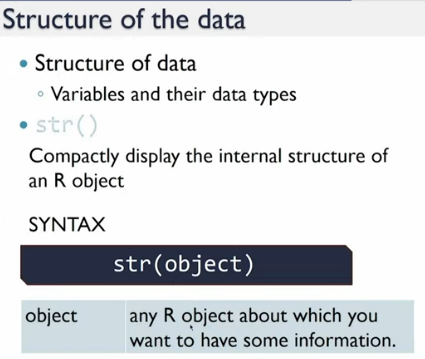 Structure of the data
• Structure of data
◦ Variables and their data types
• str()
Compactly display the internal structure of
an R object
SYNTAX
str(object)
object any R object about which you
want to have some information.